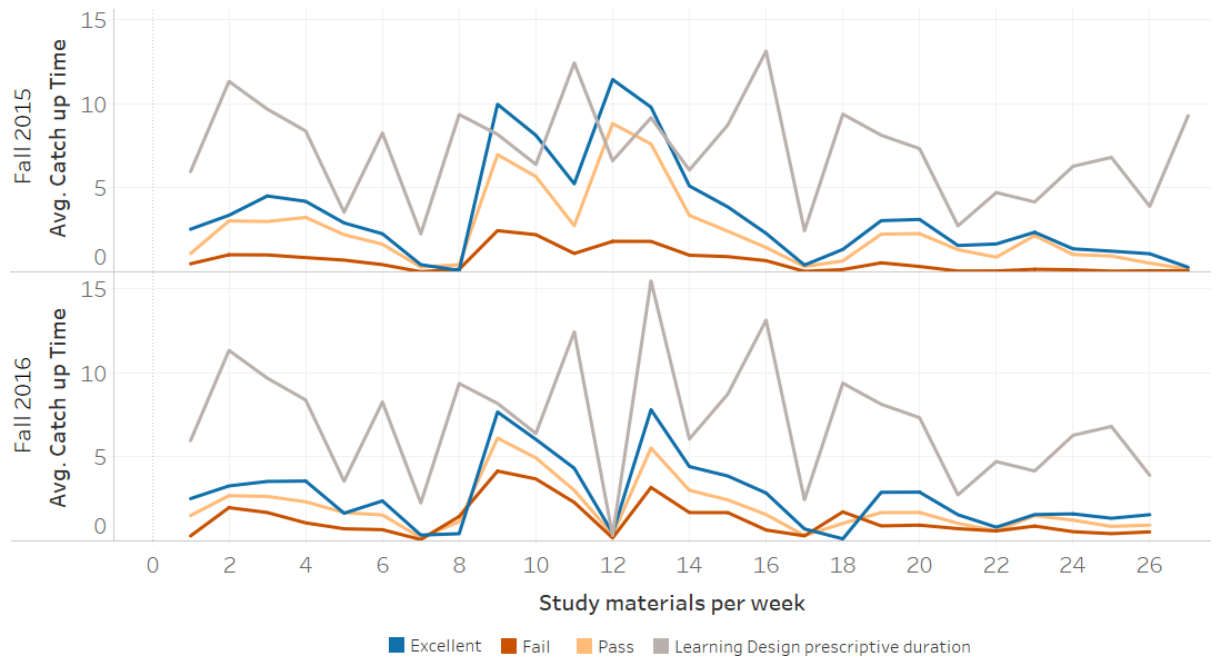 Fall 2015
Avg. Catch up Time
15
10
5
0
Fall 2016
Avg. Catch up Time
15
10
5
0
0 2 4 6 8 10 12 14 16 18 20 22 24 26
Study materials per week
Excellent Fail Pass Learning Design prescriptive duration